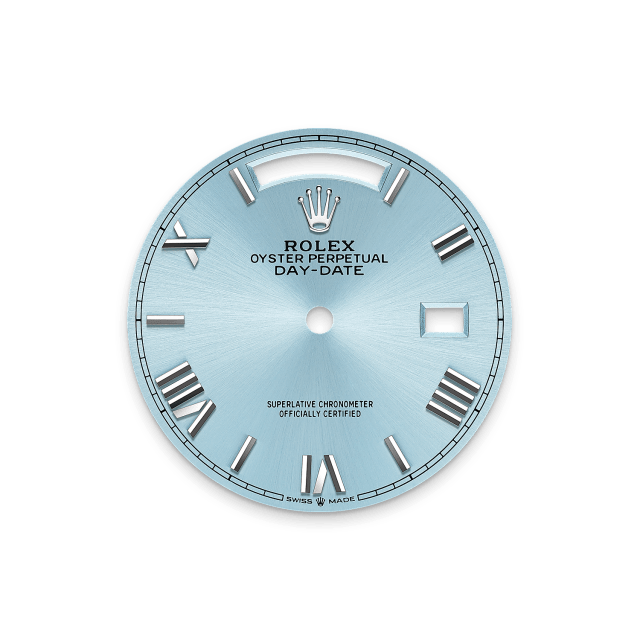 ROLEX
OYSTER PERPETUAL
DAY-DATE
SUPERLATIVE CHRONOMETER
OFFICIALLY CERTIFIED
SWISS MADE